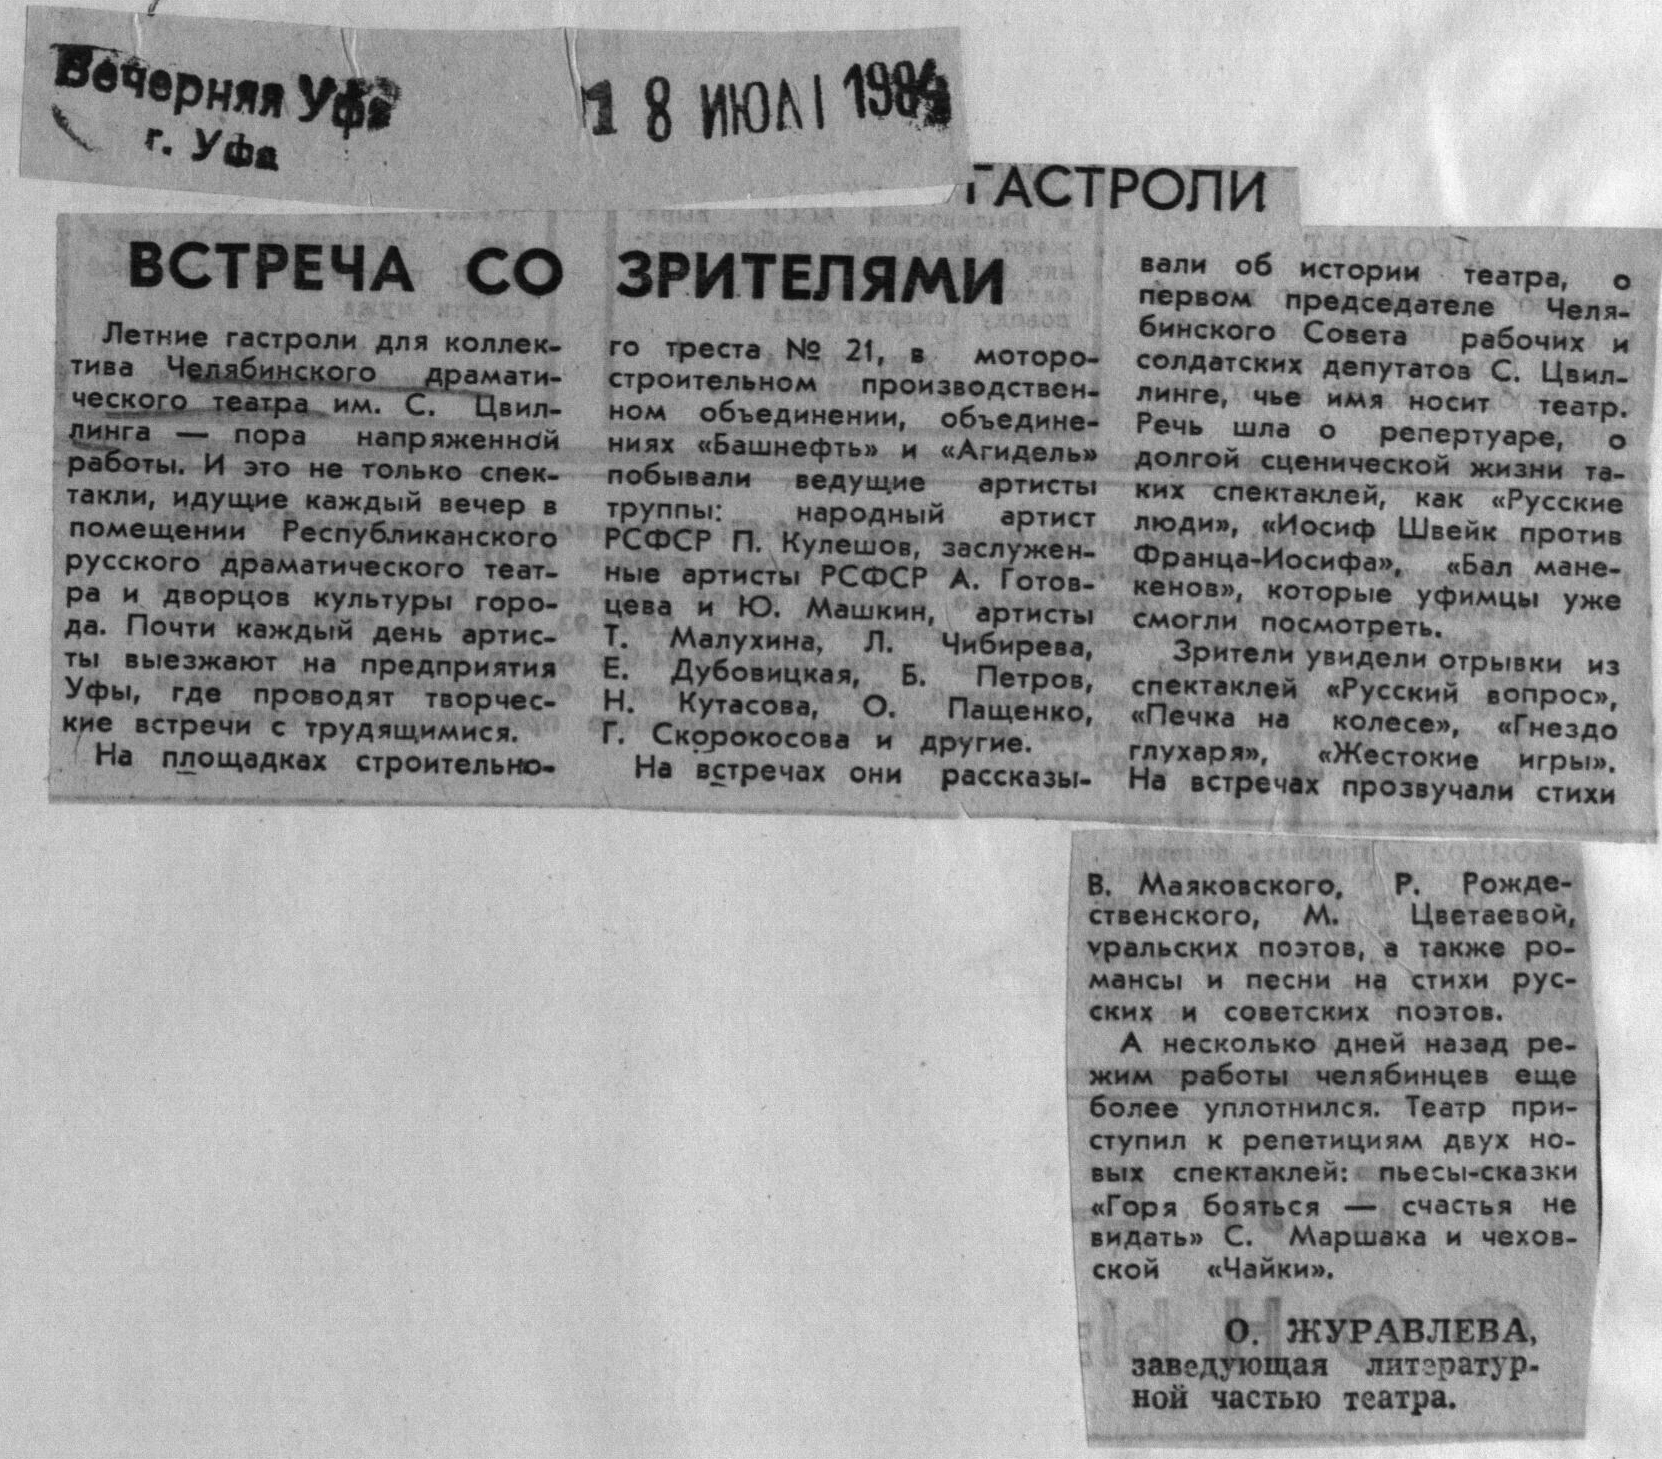 Вечерняя Уфа
г. Уфа
18 ИЮЛ 1984
ГАСТРОЛИ
ВСТРЕЧА СО ЗРИТЕЛЯМИ
Летние гастроли для коллек-
тива Челябинского драмати-
ческого театра им. С. Цвил-
линга — пора напряженной
работы. И это не только спек-
такли, идущие каждый вечер в
помещении Республиканского
русского драматического теат-
ра и дворцов культуры горо-
да. Почти каждый день артис-
ты выезжают на предприятия
Уфы, где проводят творчес-
кие встречи с трудящимися.
На площадках строительно-
го треста № 21, в моторо-
строительном производствен-
ном объединении, объедине-
ниях «Башнефть» и «Агидель»
побывали ведущие артисты
труппы: народный артист
РСФСР П. Кулешов, заслужен-
ные артисты РСФСР А. Готов-
цева и Ю. Машкин, артисты
Т. Малухина, Л. Чибирева,
Е. Дубовицкая, Б. Петров,
Н. Кутасова, О. Пащенко,
Г. Скорокосова и другие.
На встречах они рассказы-
вали об истории театра, о
первом председателе Челя-
бинского Совета рабочих и
солдатских депутатов С. Цвил-
линге, чье имя носит театр.
Речь шла о репертуаре, о
долгой сценической жизни та-
ких спектаклей, как «Русские
люди», «Иосиф Швейк против
Франца-Иосифа», «Бал мане-
кенов», которые уфимцы уже
смогли посмотреть.
Зрители увидели отрывки из
спектаклей «Русский вопрос»,
«Печка на колесе», «Гнездо
глухаря», «Жестокие игры».
На встречах прозвучали стихи
В. Маяковского, Р. Рожде-
ственского, М. Цветаевой,
уральских поэтов, а также ро-
мансы и песни на стихи рус-
ских и советских поэтов.
А несколько дней назад ре-
жим работы челябинцев еще
более уплотнился. Театр при-
ступил к репетициям двух но-
вых спектаклей: пьесы-сказки
«Горя бояться — счастья не
видать» С. Маршака и чехов-
ской «Чайки».
О. ЖУРАВЛЕВА,
заведующая литератур-
ной частью театра.